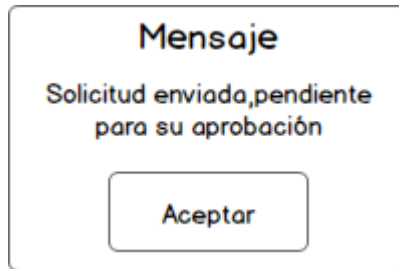 Mensaje
Solicitud enviada,pendiente
para su aprobación
Aceptar